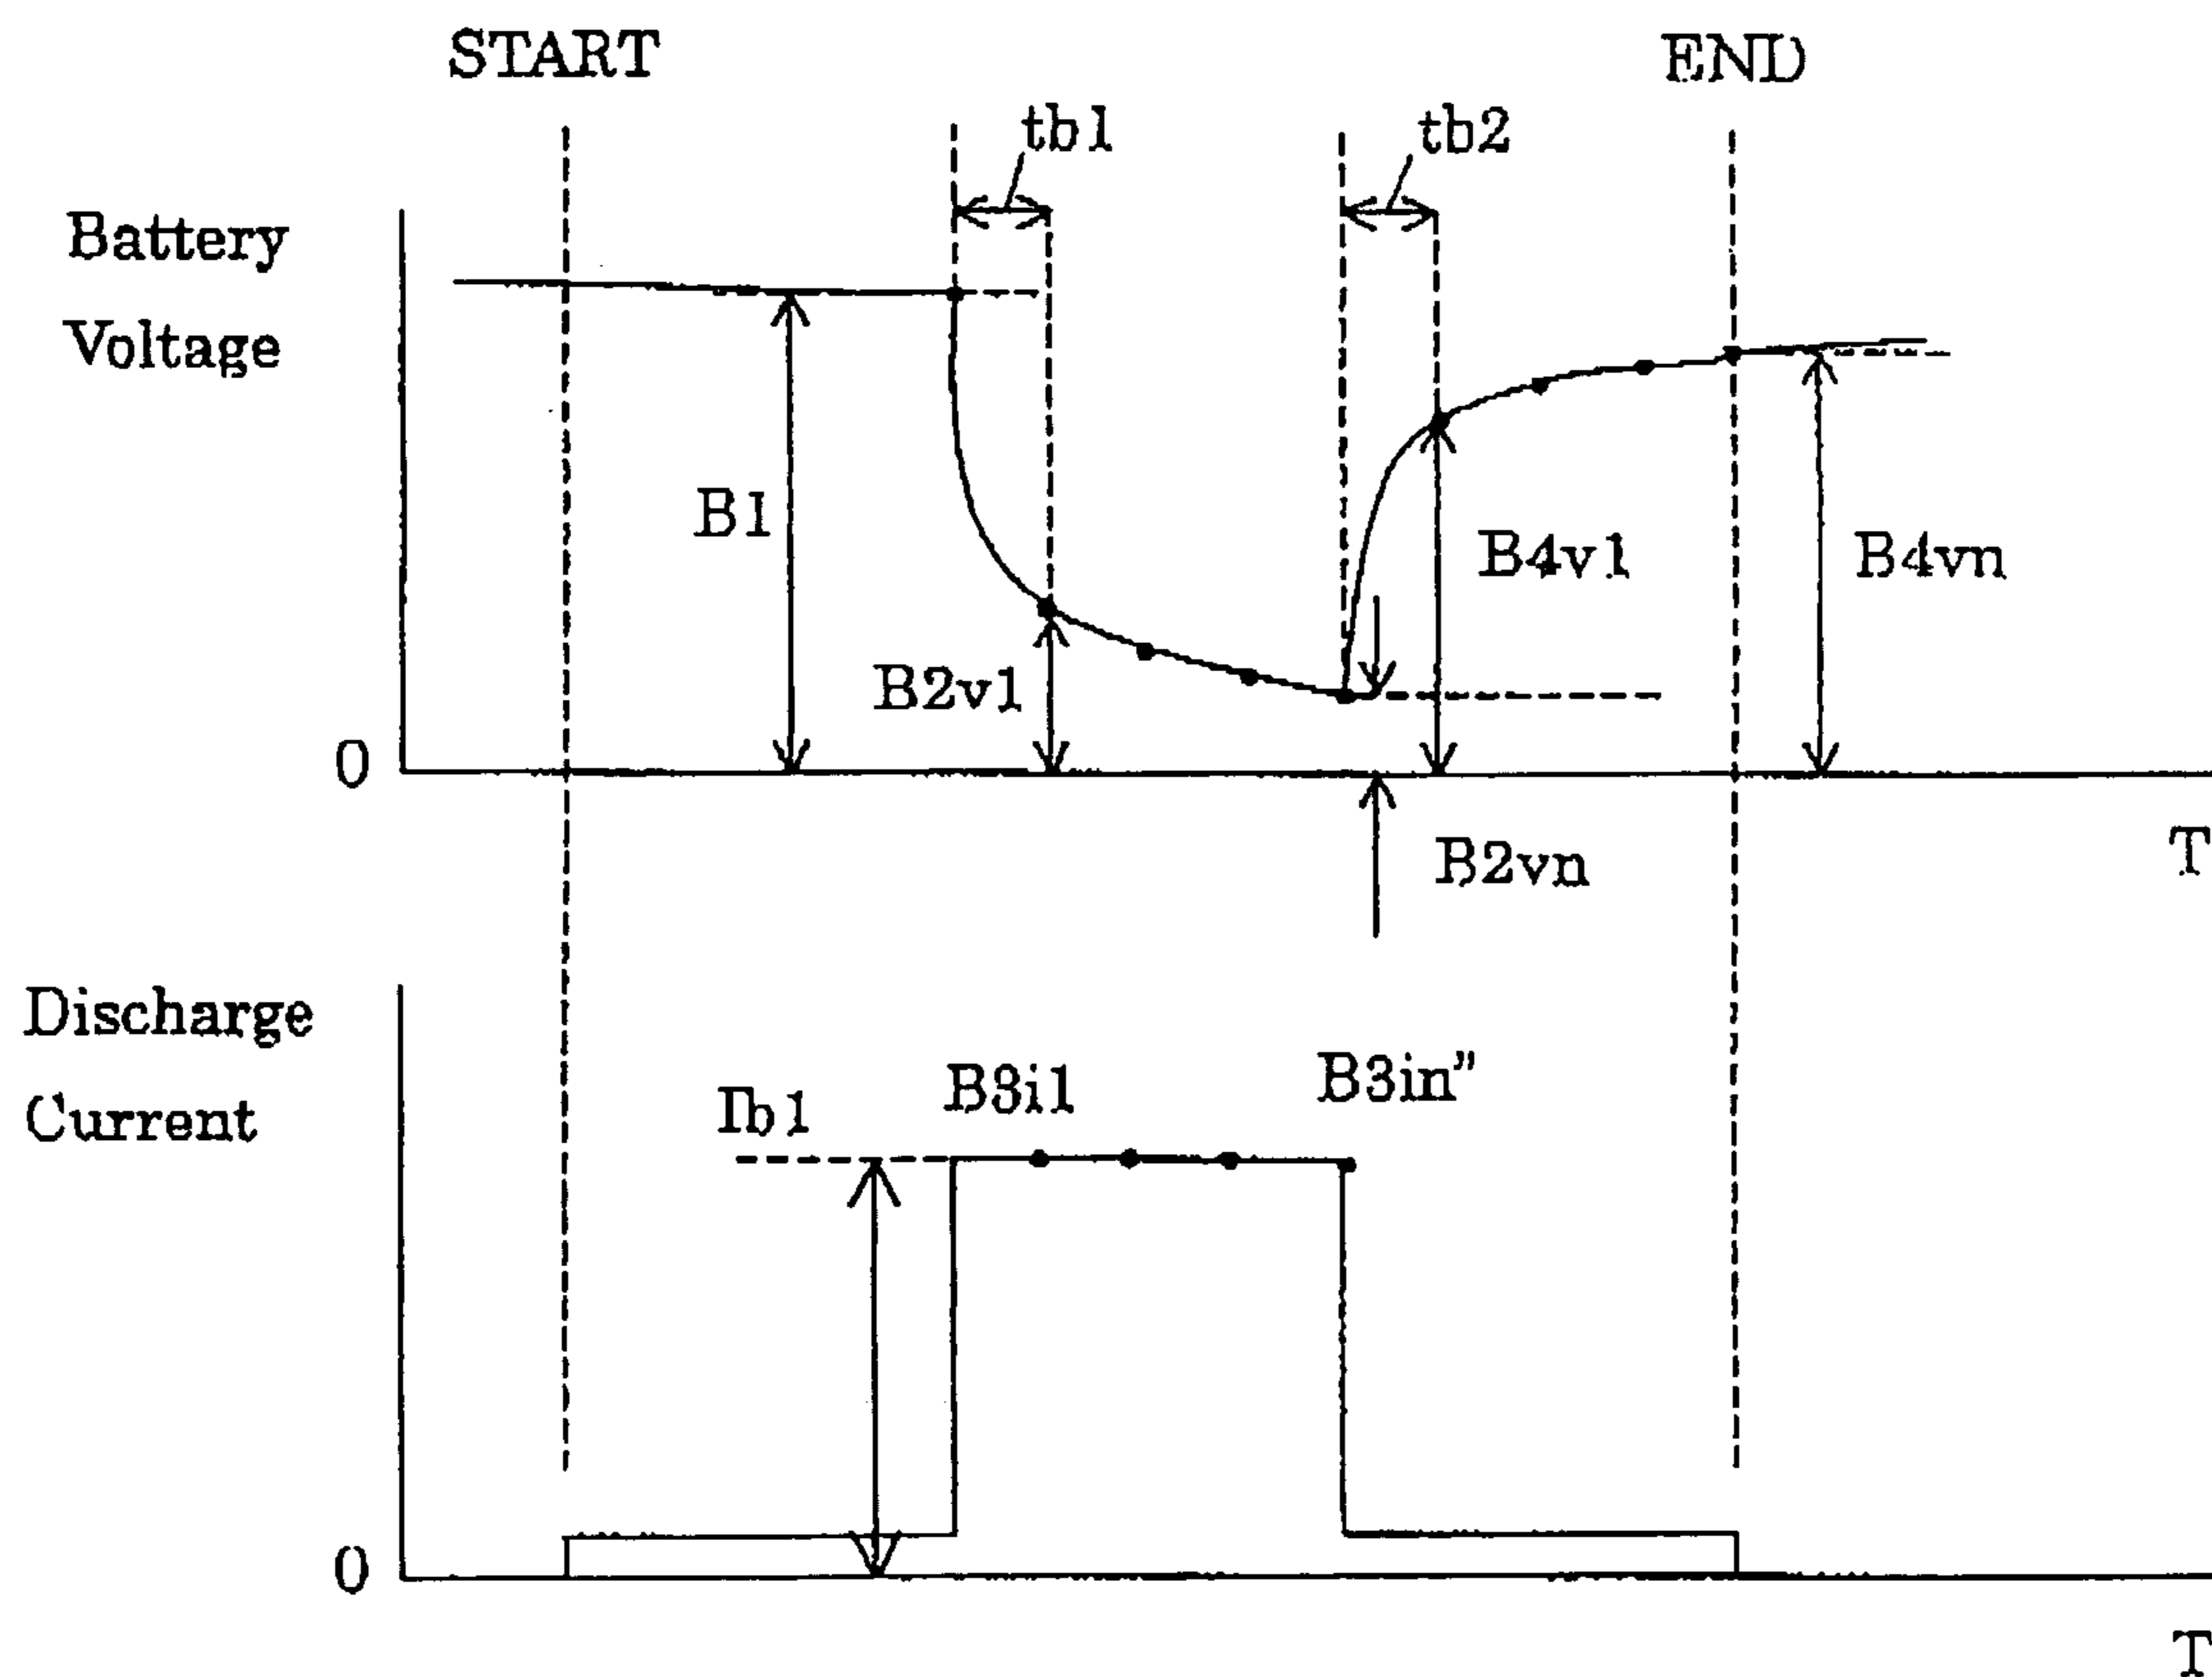 START
END
tb1
tb2
Battery
Voltage
B1
B2v1
B4v1
B4vn
0
T
B2vn
Discharge
Current
Ib1
B3i1
B3in"
0
T